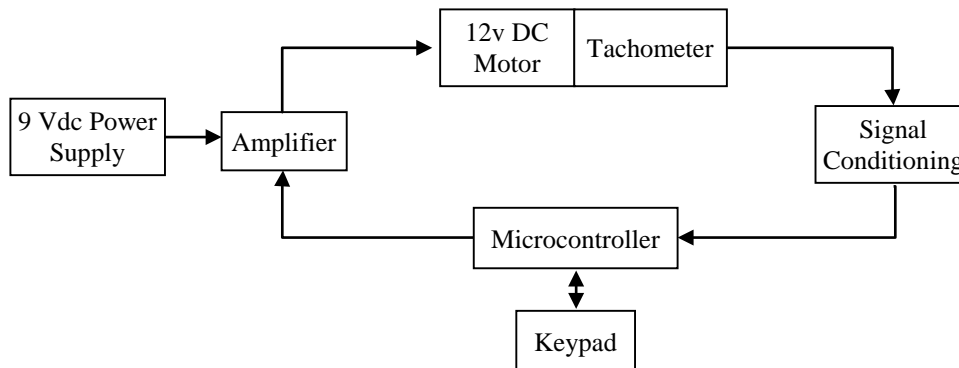 9 Vdc Power
Supply
Amplifier
12v DC
Motor
Tachometer
Signal
Conditioning
Microcontroller
Keypad